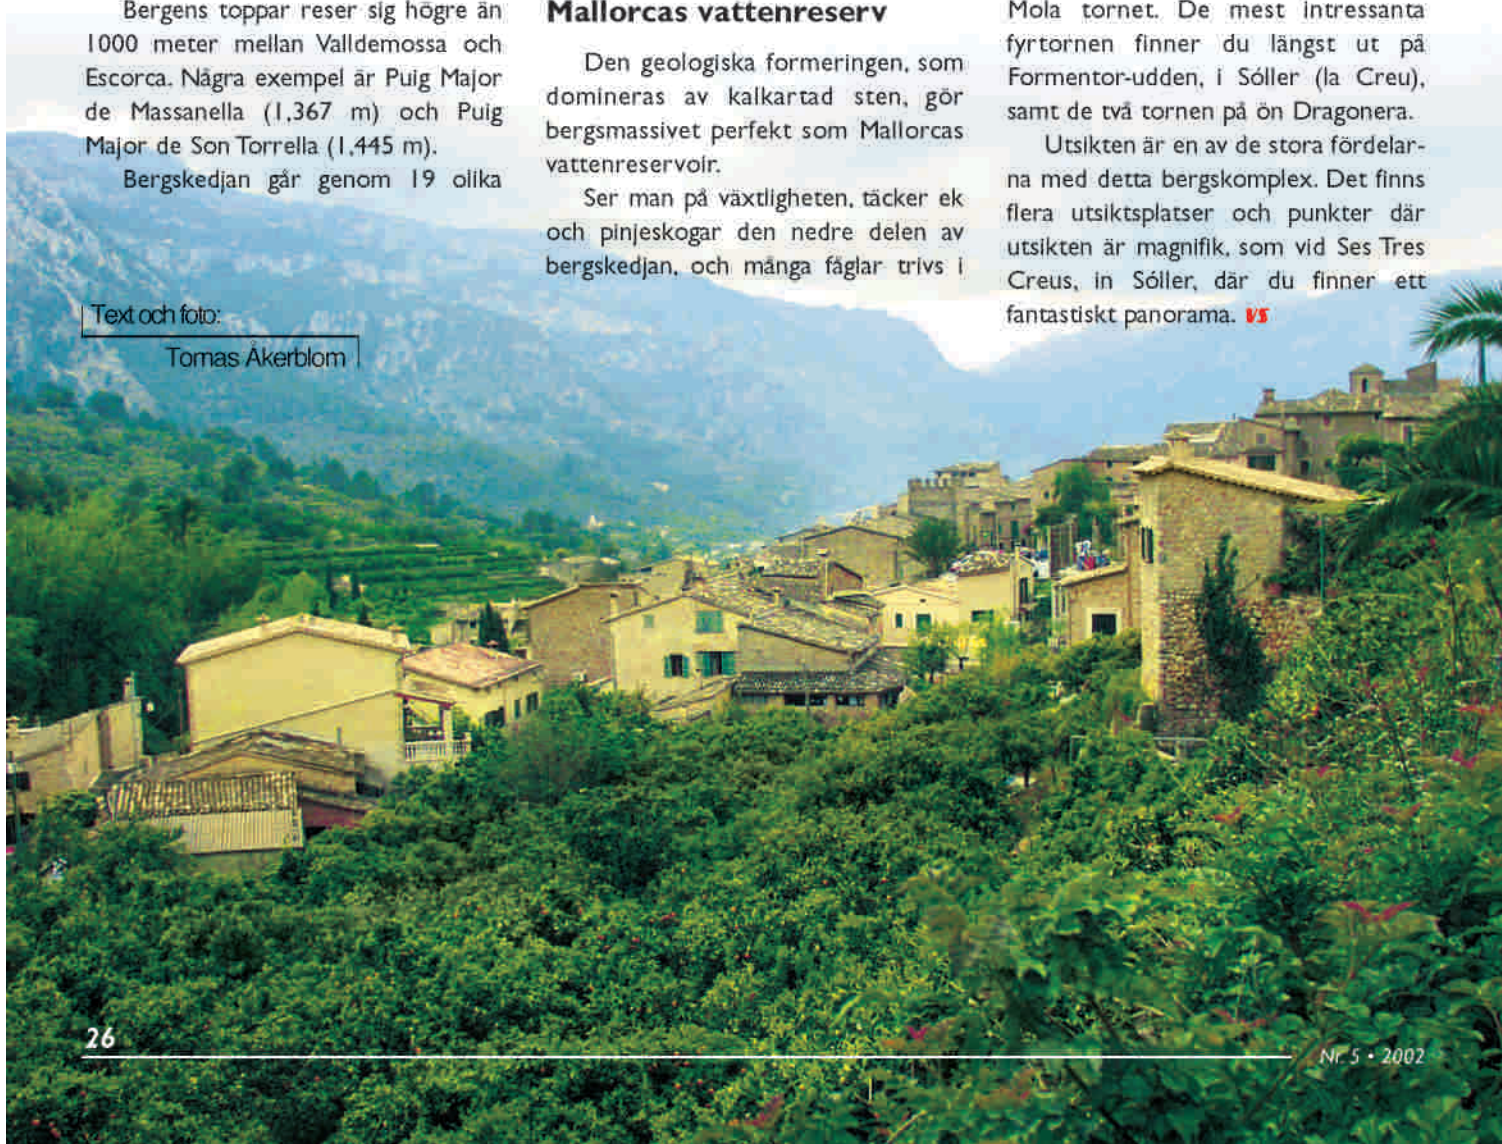 Bergens toppar reser sig högre än
1000 meter mellan Valldemossa och
Escorca. Några exempel är Puig Major
de Massanella (1,367 m) och Puig
Major de Son Torrella (1,445 m).
Bergskedjan går genom 19 olika
Text och foto:
Tomas Åkerblom
Mallorcas vattenreserv
Den geologiska formeringen, som
domineras av kalkartad sten, gör
bergsmassivet perfekt som Mallorcas
vattenreservoir.
Ser man på växtligheten, täcker ek
och pinjeskogar den nedre delen av
bergskedjan, och många fåglar trivs i
Mola tornet. De mest intressanta
fyrtornen finner du längst ut på
Formentor-udden, i Sóller (la Creu),
samt de två tornen på ön Dragonera.
Utsikten är en av de stora fördelar-
na med detta bergskomplex. Det finns
flera utsiktsplatser och punkter där
utsikten är magnifik, som vid Ses Tres
Creus, in Sóller, där du finner ett
fantastiskt panorama. VS
26
Nr 5 • 2002